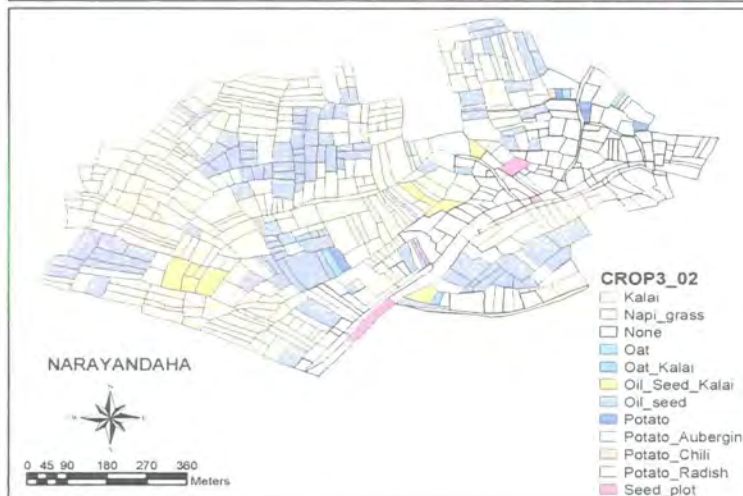 CROP3_02
Kalai
Napi_grass
None
Oat
Oat_Kalai
Oil_Seed_Kalai
Oil_seed
Potato
Potato_Aubergin
Potato_Chili
Potato_Radish
Seed_plot
NARAYANDAHA
0 45 90 180 270 360
Meters